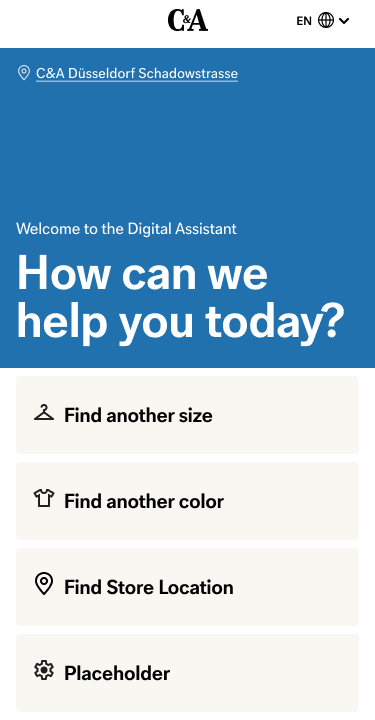 C&A
EN
C&A Düsseldorf Schadowstrasse
Welcome to the Digital Assistant
How can we
help you today?
Find another size
Find another color
Find Store Location
Placeholder